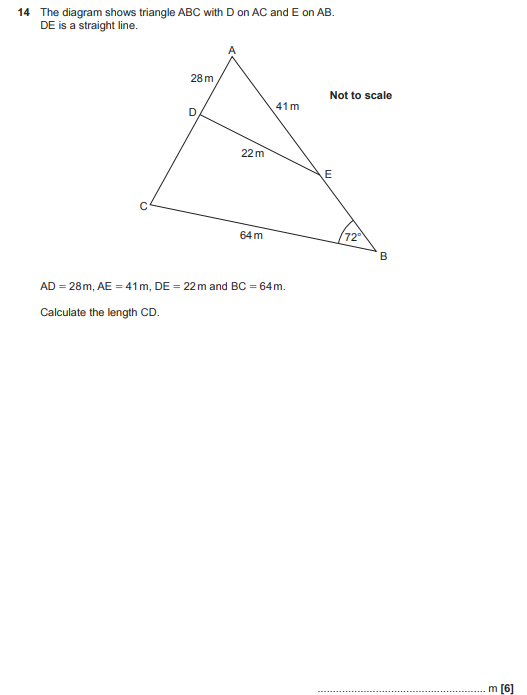 14 The diagram shows triangle ABC with D on AC and E on AB.
DE is a straight line.
A
28 m
Not to scale
41 m
D
22 m
E
C
64 m
72°
B
AD = 28 m, AE = 41 m, DE = 22 m and BC = 64 m.
Calculate the length CD.
.................................................... m [6]